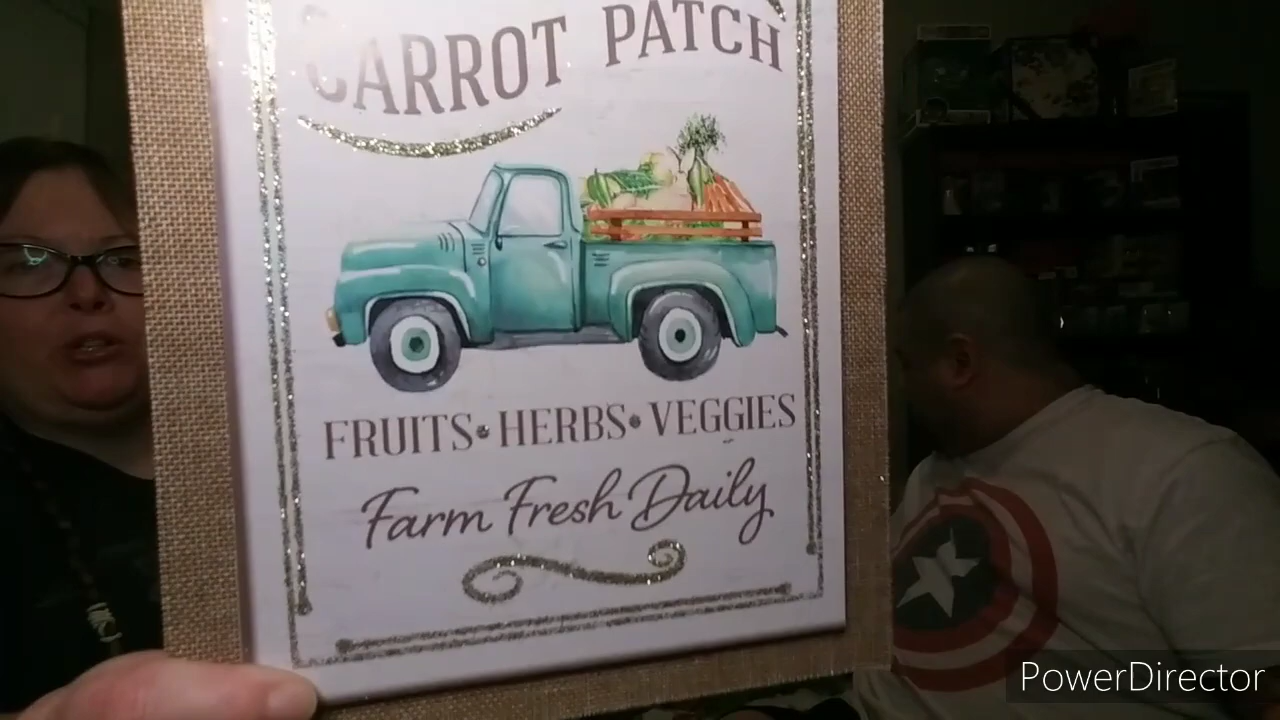 CARROT PATCH
FRUITS • HERBS • VEGGIES
Farm Fresh Daily
PowerDirector